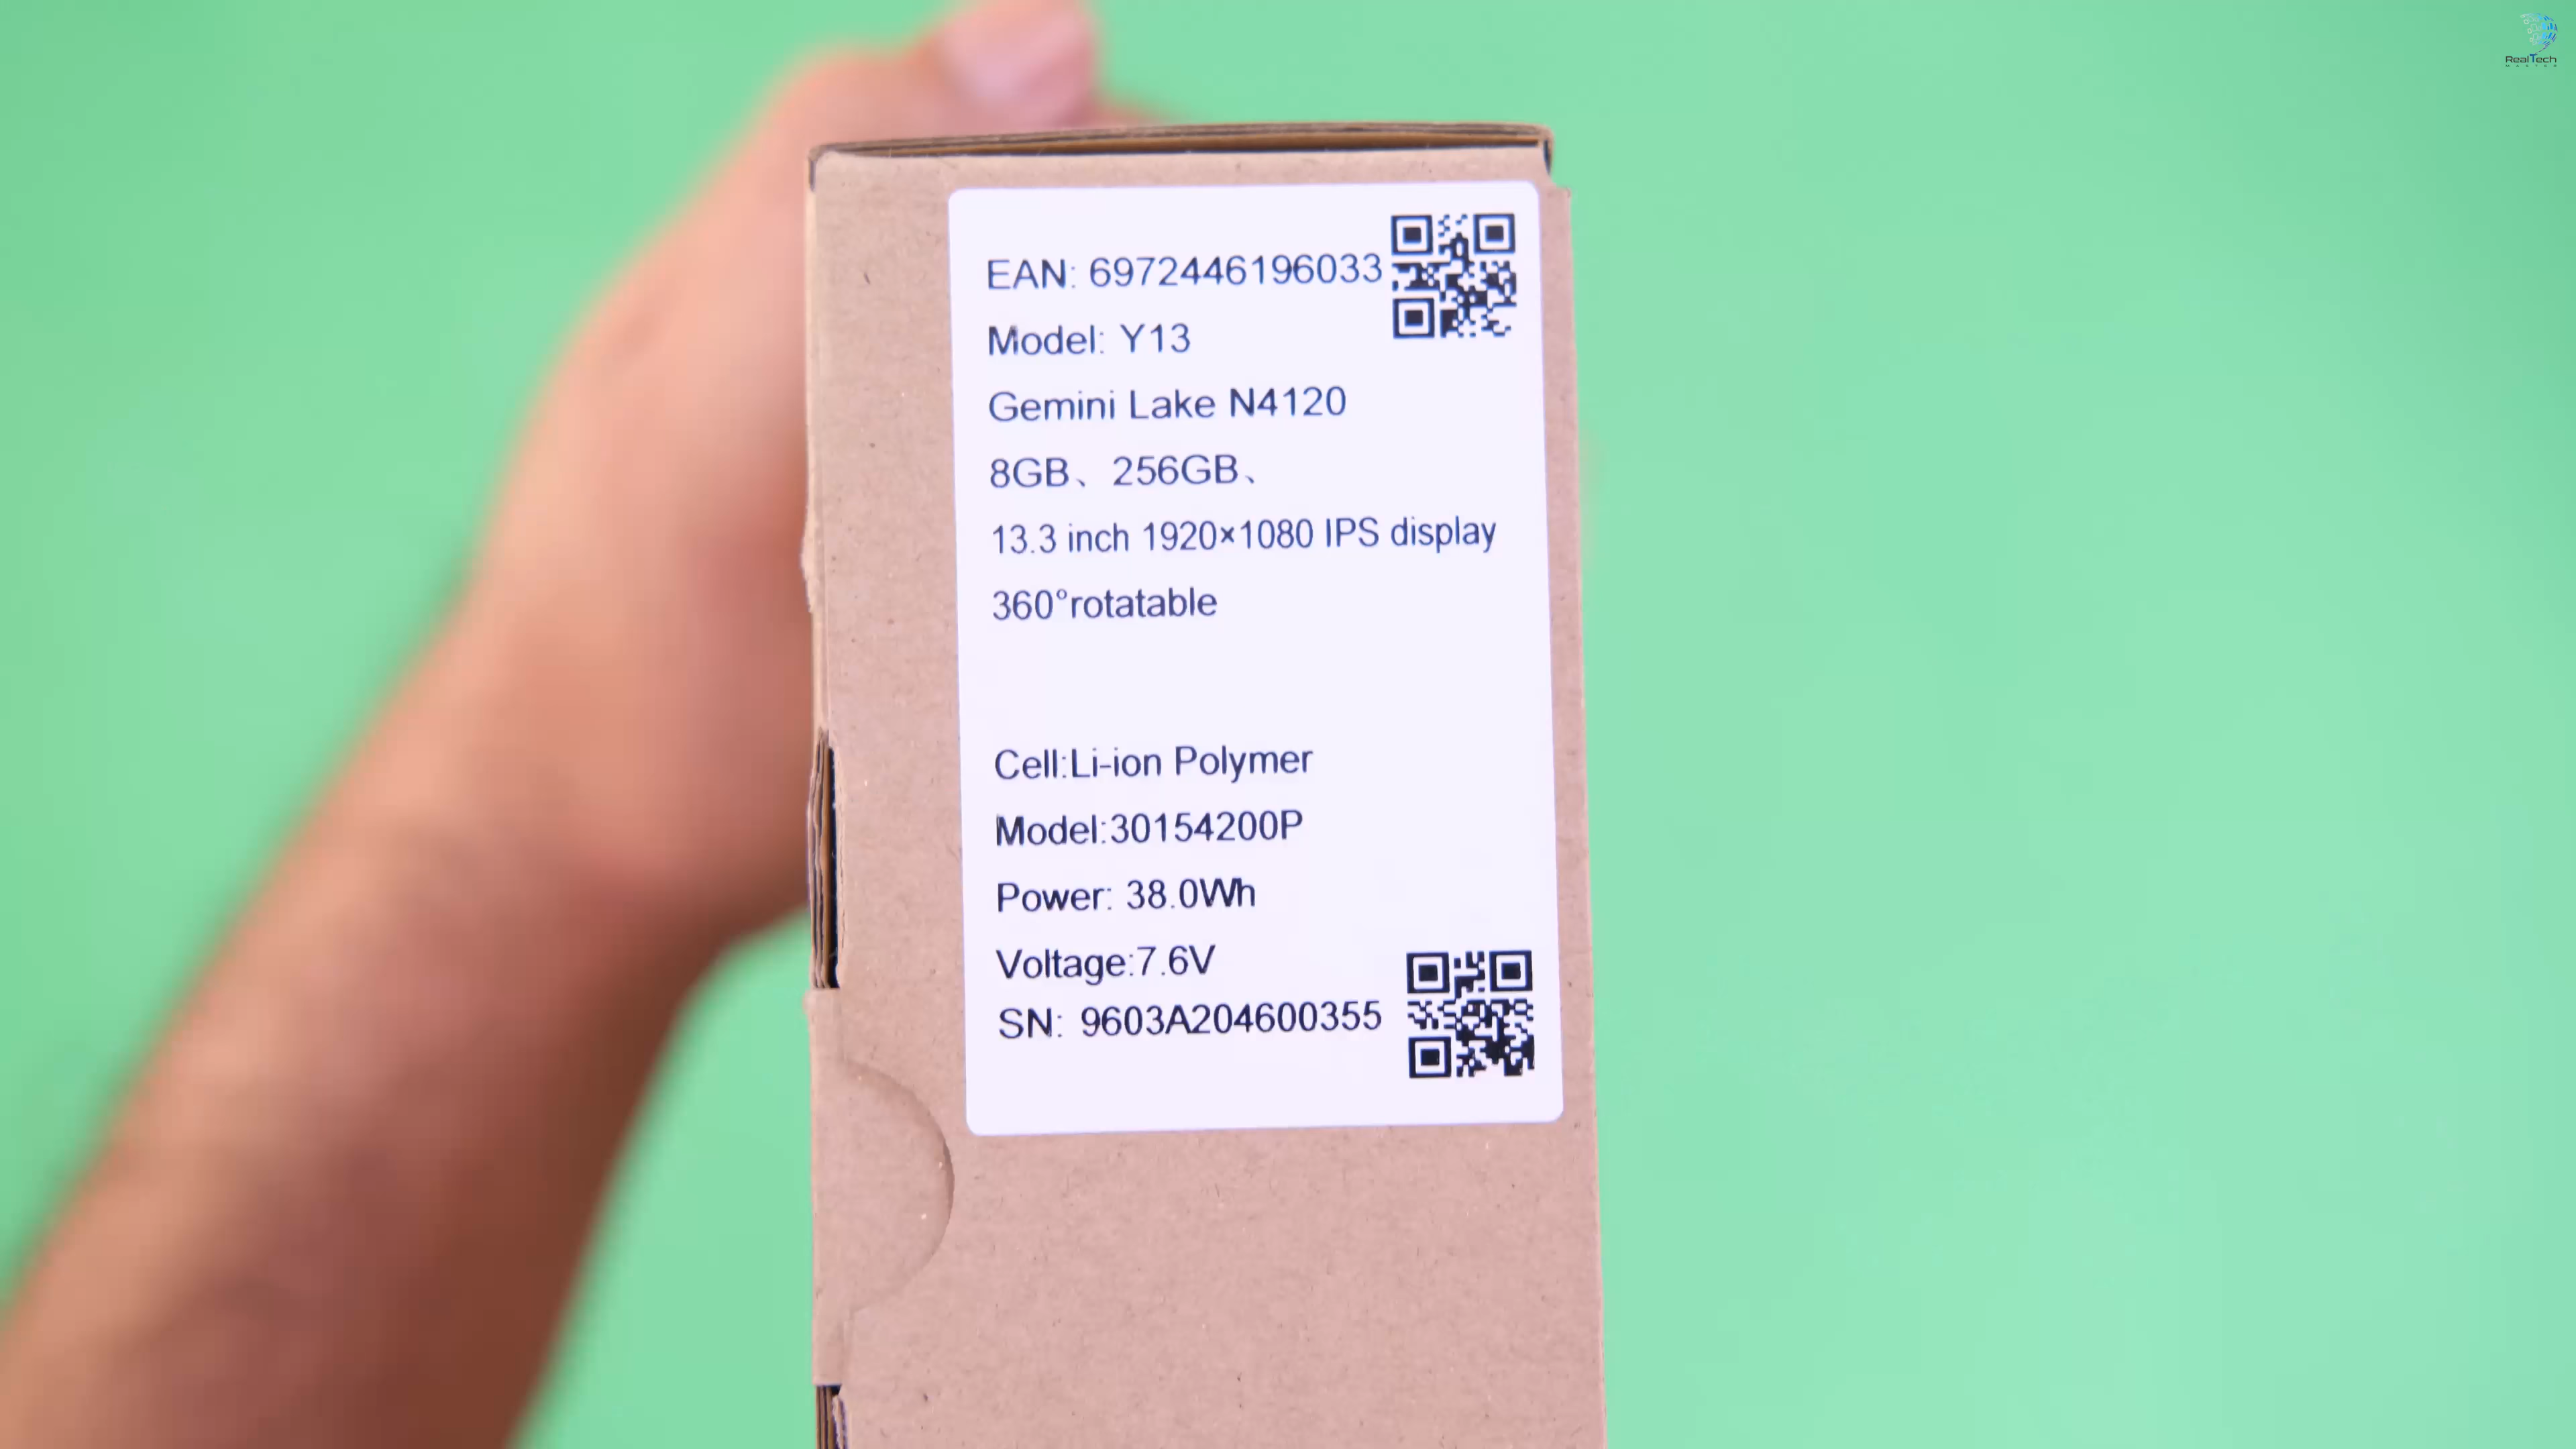 RealTech
EAN: 6972446196033
Model: Y13
Gemini Lake N4120
8GB、256GB、
13.3 inch 1920×1080 IPS display
360°rotatable
Cell:Li-ion Polymer
Model:30154200P
Power: 38.0Wh
Voltage:7.6V
SN: 9603A204600355